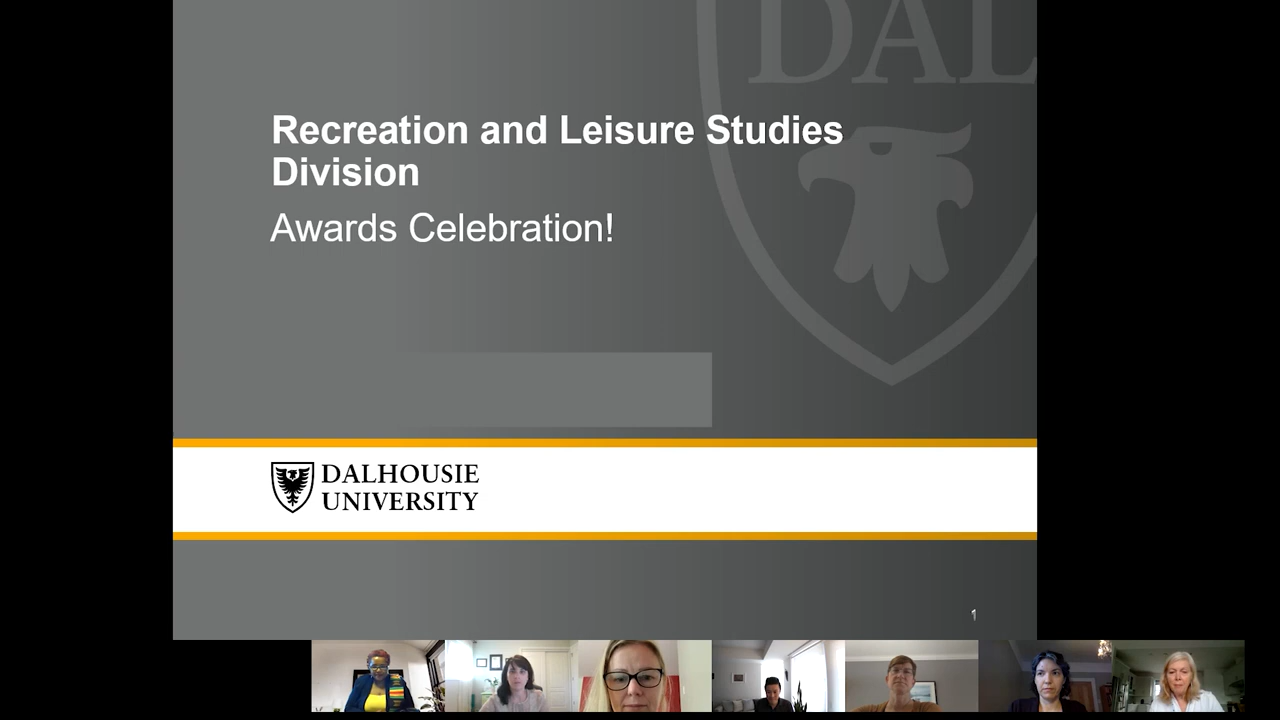 DAL
Recreation and Leisure Studies
Division
Awards Celebration!
DALHOUSIE
UNIVERSITY
1